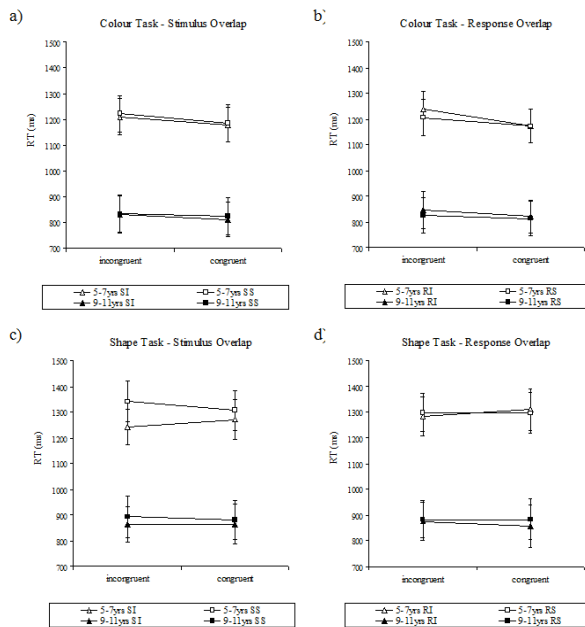 a)
Colour Task - Stimulus Overlap
1500
1400
1300
1200
1100
1000
900
800
700
RT (ms)
incongruent congruent
5-7yrs SI 5-7yrs SS
9-11yrs SI 9-11yrs SS
b)
Colour Task - Response Overlap
1500
1400
1300
1200
1100
1000
900
800
700
RT (ms)
incongruent congruent
5-7yrs RI 5-7yrs RS
9-11yrs RI 9-11yrs RS
c)
Shape Task - Stimulus Overlap
1500
1400
1300
1200
1100
1000
900
800
700
RT (ms)
incongruent congruent
5-7yrs SI 5-7yrs SS
9-11yrs SI 9-11yrs SS
d)
Shape Task - Response Overlap
1500
1400
1300
1200
1100
1000
900
800
700
RT (ms)
incongruent congruent
5-7yrs RI 5-7yrs RS
9-11yrs RI 9-11yrs RS